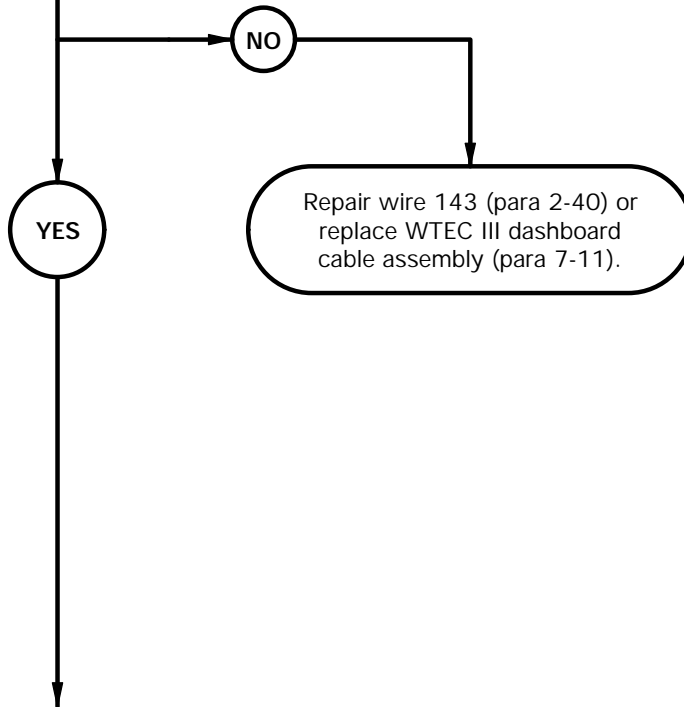 NO
YES
Repair wire 143 (para 2-40) or
replace WTEC III dashboard
cable assembly (para 7-11).